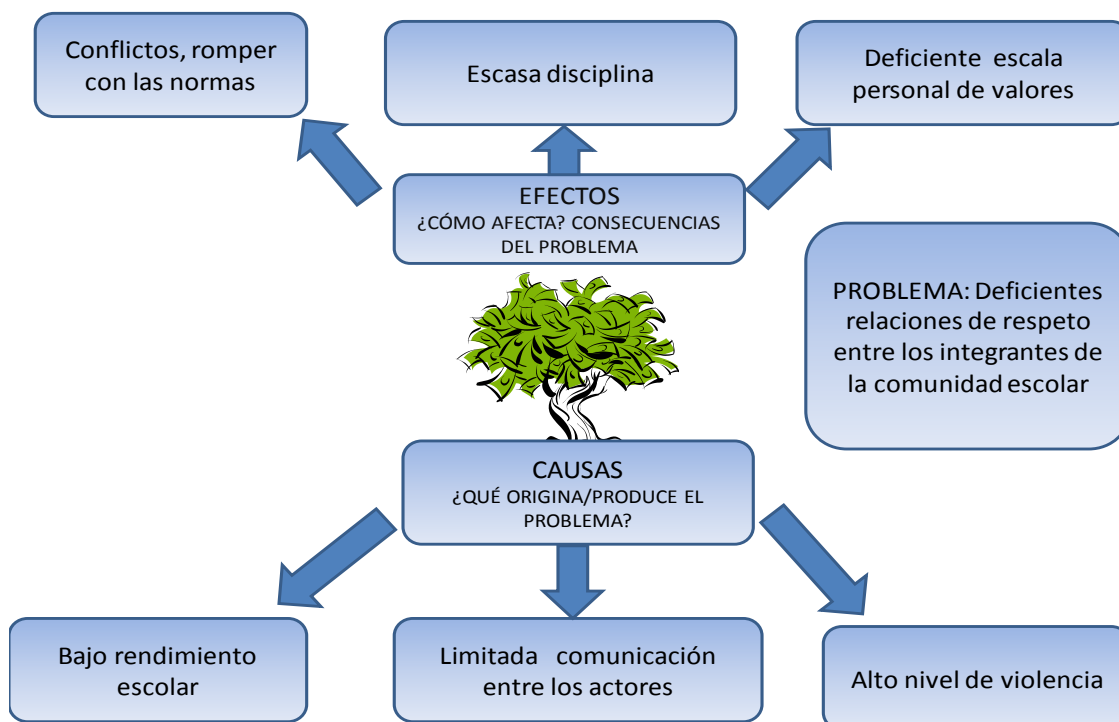 Conflictos, romper
con las normas
Escasa disciplina
Deficiente escala
personal de valores
EFECTOS
¿CÓMO AFECTA? CONSECUENCIAS
DEL PROBLEMA
PROBLEMA: Deficientes
relaciones de respeto
entre los integrantes de
la comunidad escolar
CAUSAS
¿QUÉ ORIGINA/PRODUCE EL
PROBLEMA?
Bajo rendimiento
escolar
Limitada comunicación
entre los actores
Alto nivel de violencia